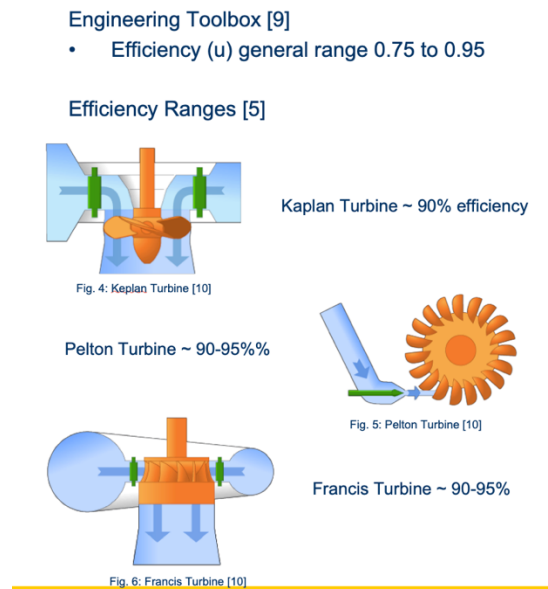 Engineering Toolbox [9]
• Efficiency (u) general range 0.75 to 0.95
Efficiency Ranges [5]
Kaplan Turbine ~ 90% efficiency
Fig. 4: Keplan Turbine [10]
Pelton Turbine ~ 90-95%%
Fig. 5: Pelton Turbine [10]
Francis Turbine ~ 90-95%
Fig. 6: Francis Turbine [10]